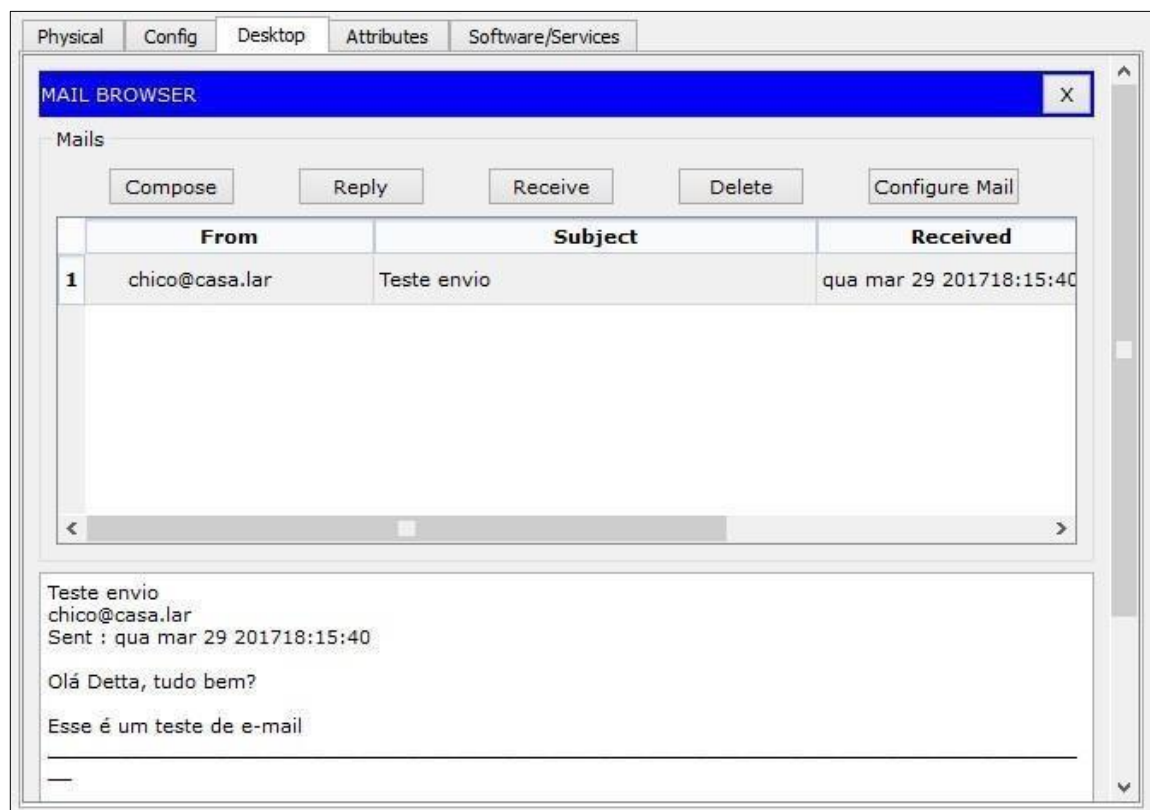 Physical Config Desktop Attributes Software/Services
MAIL BROWSER X
Mails
Compose Reply Receive Delete Configure Mail
From Subject Received
1 chico@casa.lar Teste envio qua mar 29 201718:15:40
Teste envio
chico@casa.lar
Sent : qua mar 29 201718:15:40
Olá Detta, tudo bem?
Esse é um teste de e-mail